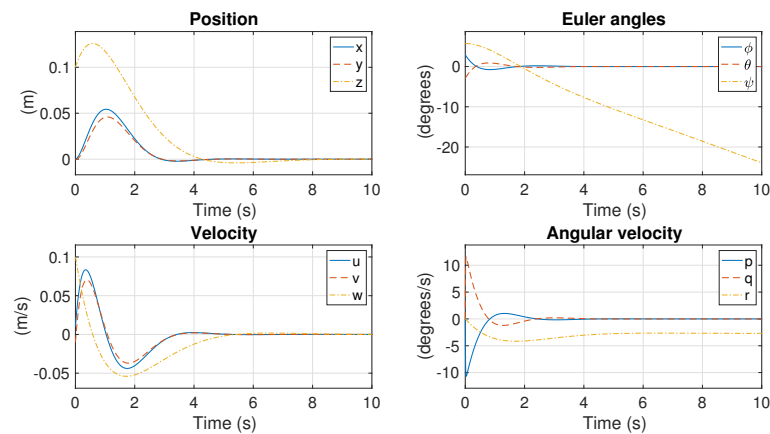 Position
0.1
0.05
0
(m)
0 2 4 6 8 10
Time (s)
x
y
z
Euler angles
0
-10
-20
(degrees)
0 2 4 6 8 10
Time (s)
ϕ
θ
ψ
Velocity
0.1
0.05
0
-0.05
(m/s)
0 2 4 6 8 10
Time (s)
u
v
w
Angular velocity
10
5
0
-5
-10
(degrees/s)
0 2 4 6 8 10
Time (s)
p
q
r